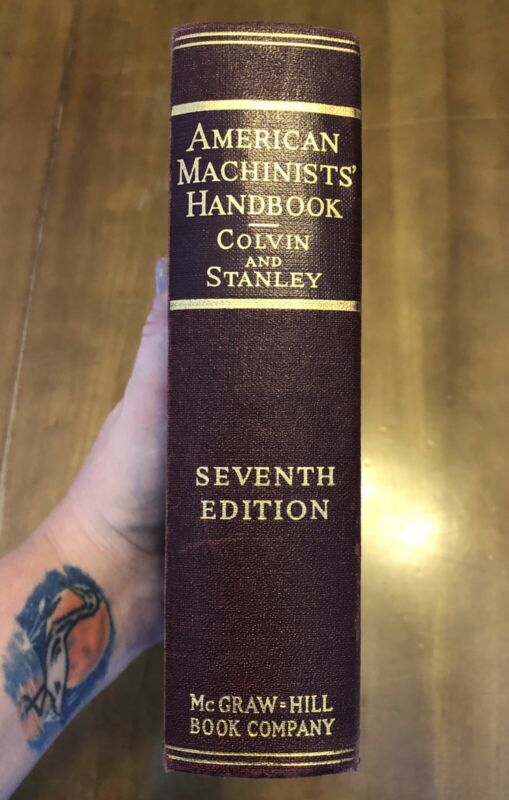 AMERICAN
MACHINISTS'
HANDBOOK
COLVIN
AND
STANLEY
SEVENTH
EDITION
MCGRAW-HILL
BOOK COMPANY